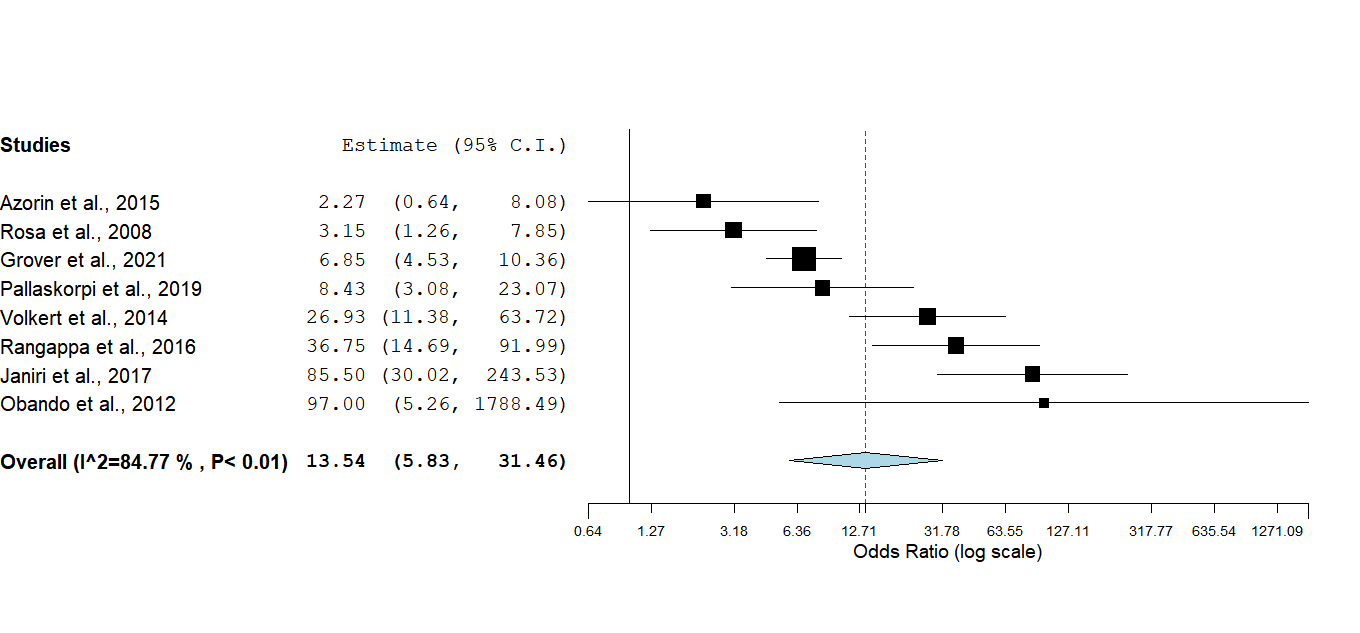 Studies Estimate (95% C.I.)
Azorin et al., 2015 2.27 (0.64, 8.08)
Rosa et al., 2008 3.15 (1.26, 7.85)
Grover et al., 2021 6.85 (4.53, 10.36)
Pallaskorpi et al., 2019 8.43 (3.08, 23.07)
Volkert et al., 2014 26.93 (11.38, 63.72)
Rangappa et al., 2016 36.75 (14.69, 91.99)
Janiri et al., 2017 85.50 (30.02, 243.53)
Obando et al., 2012 97.00 (5.26, 1788.49)
Overall (I^2=84.77 % , P< 0.01) 13.54 (5.83, 31.46)
0.64 1.27 3.18 6.36 12.71 31.78 63.55 127.11 317.77 635.54 1271.09
Odds Ratio (log scale)